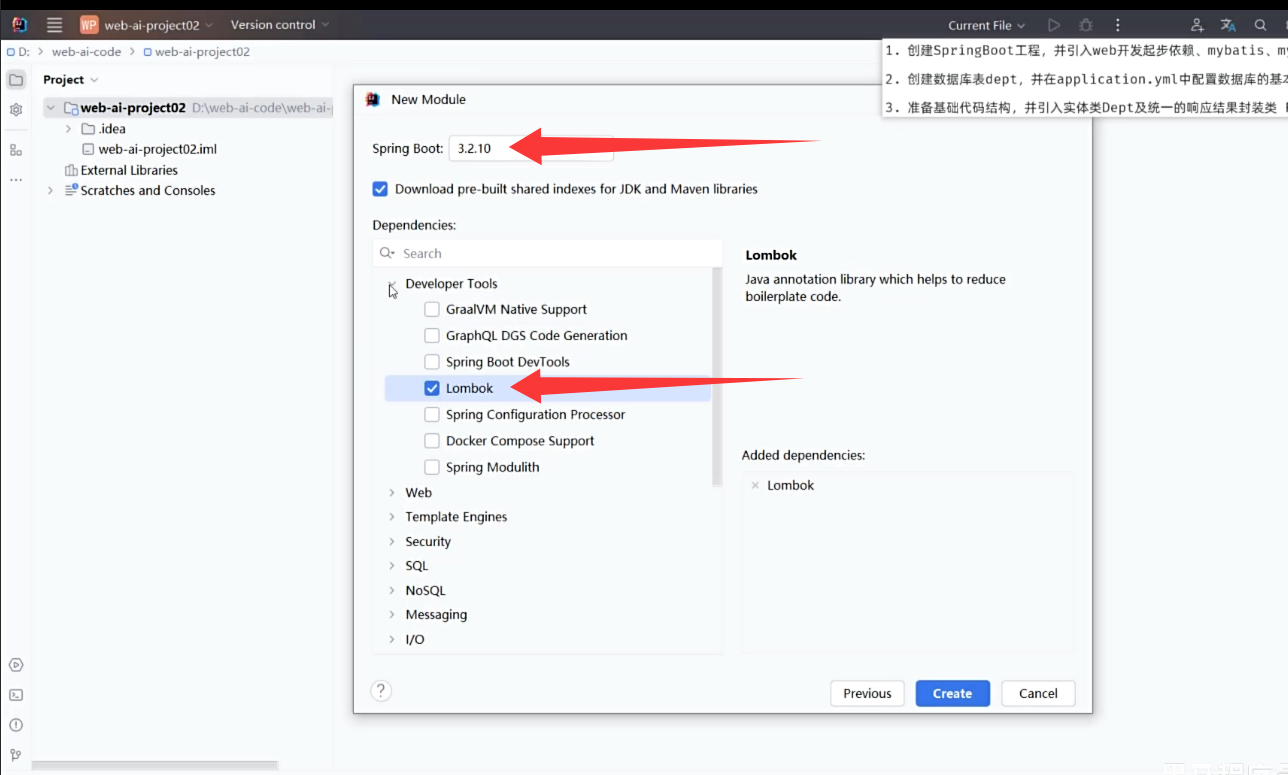 WP web-ai-project02 Version control Current File
D: web-ai-code web-ai-project02
1. 创建SpringBoot工程，并引入web开发起步依赖、mybatis、my
2. 创建数据库表dept，并在application.yml中配置数据库的基本
3. 准备基础代码结构，并引入实体类Dept及统一的响应结果封装类
Project
web-ai-project02 D:\web-ai-code\web-ai-
.idea
web-ai-project02.iml
External Libraries
Scratches and Consoles
New Module
Spring Boot: 3.2.10
Download pre-built shared indexes for JDK and Maven libraries
Dependencies:
Search
Developer Tools
GraalVM Native Support
GraphQL DGS Code Generation
Spring Boot DevTools
Lombok
Spring Configuration Processor
Docker Compose Support
Spring Modulith
Web
Template Engines
Security
SQL
NoSQL
Messaging
I/O
Lombok
Java annotation library which helps to reduce
boilerplate code.
Added dependencies:
Lombok
? Previous Create Cancel